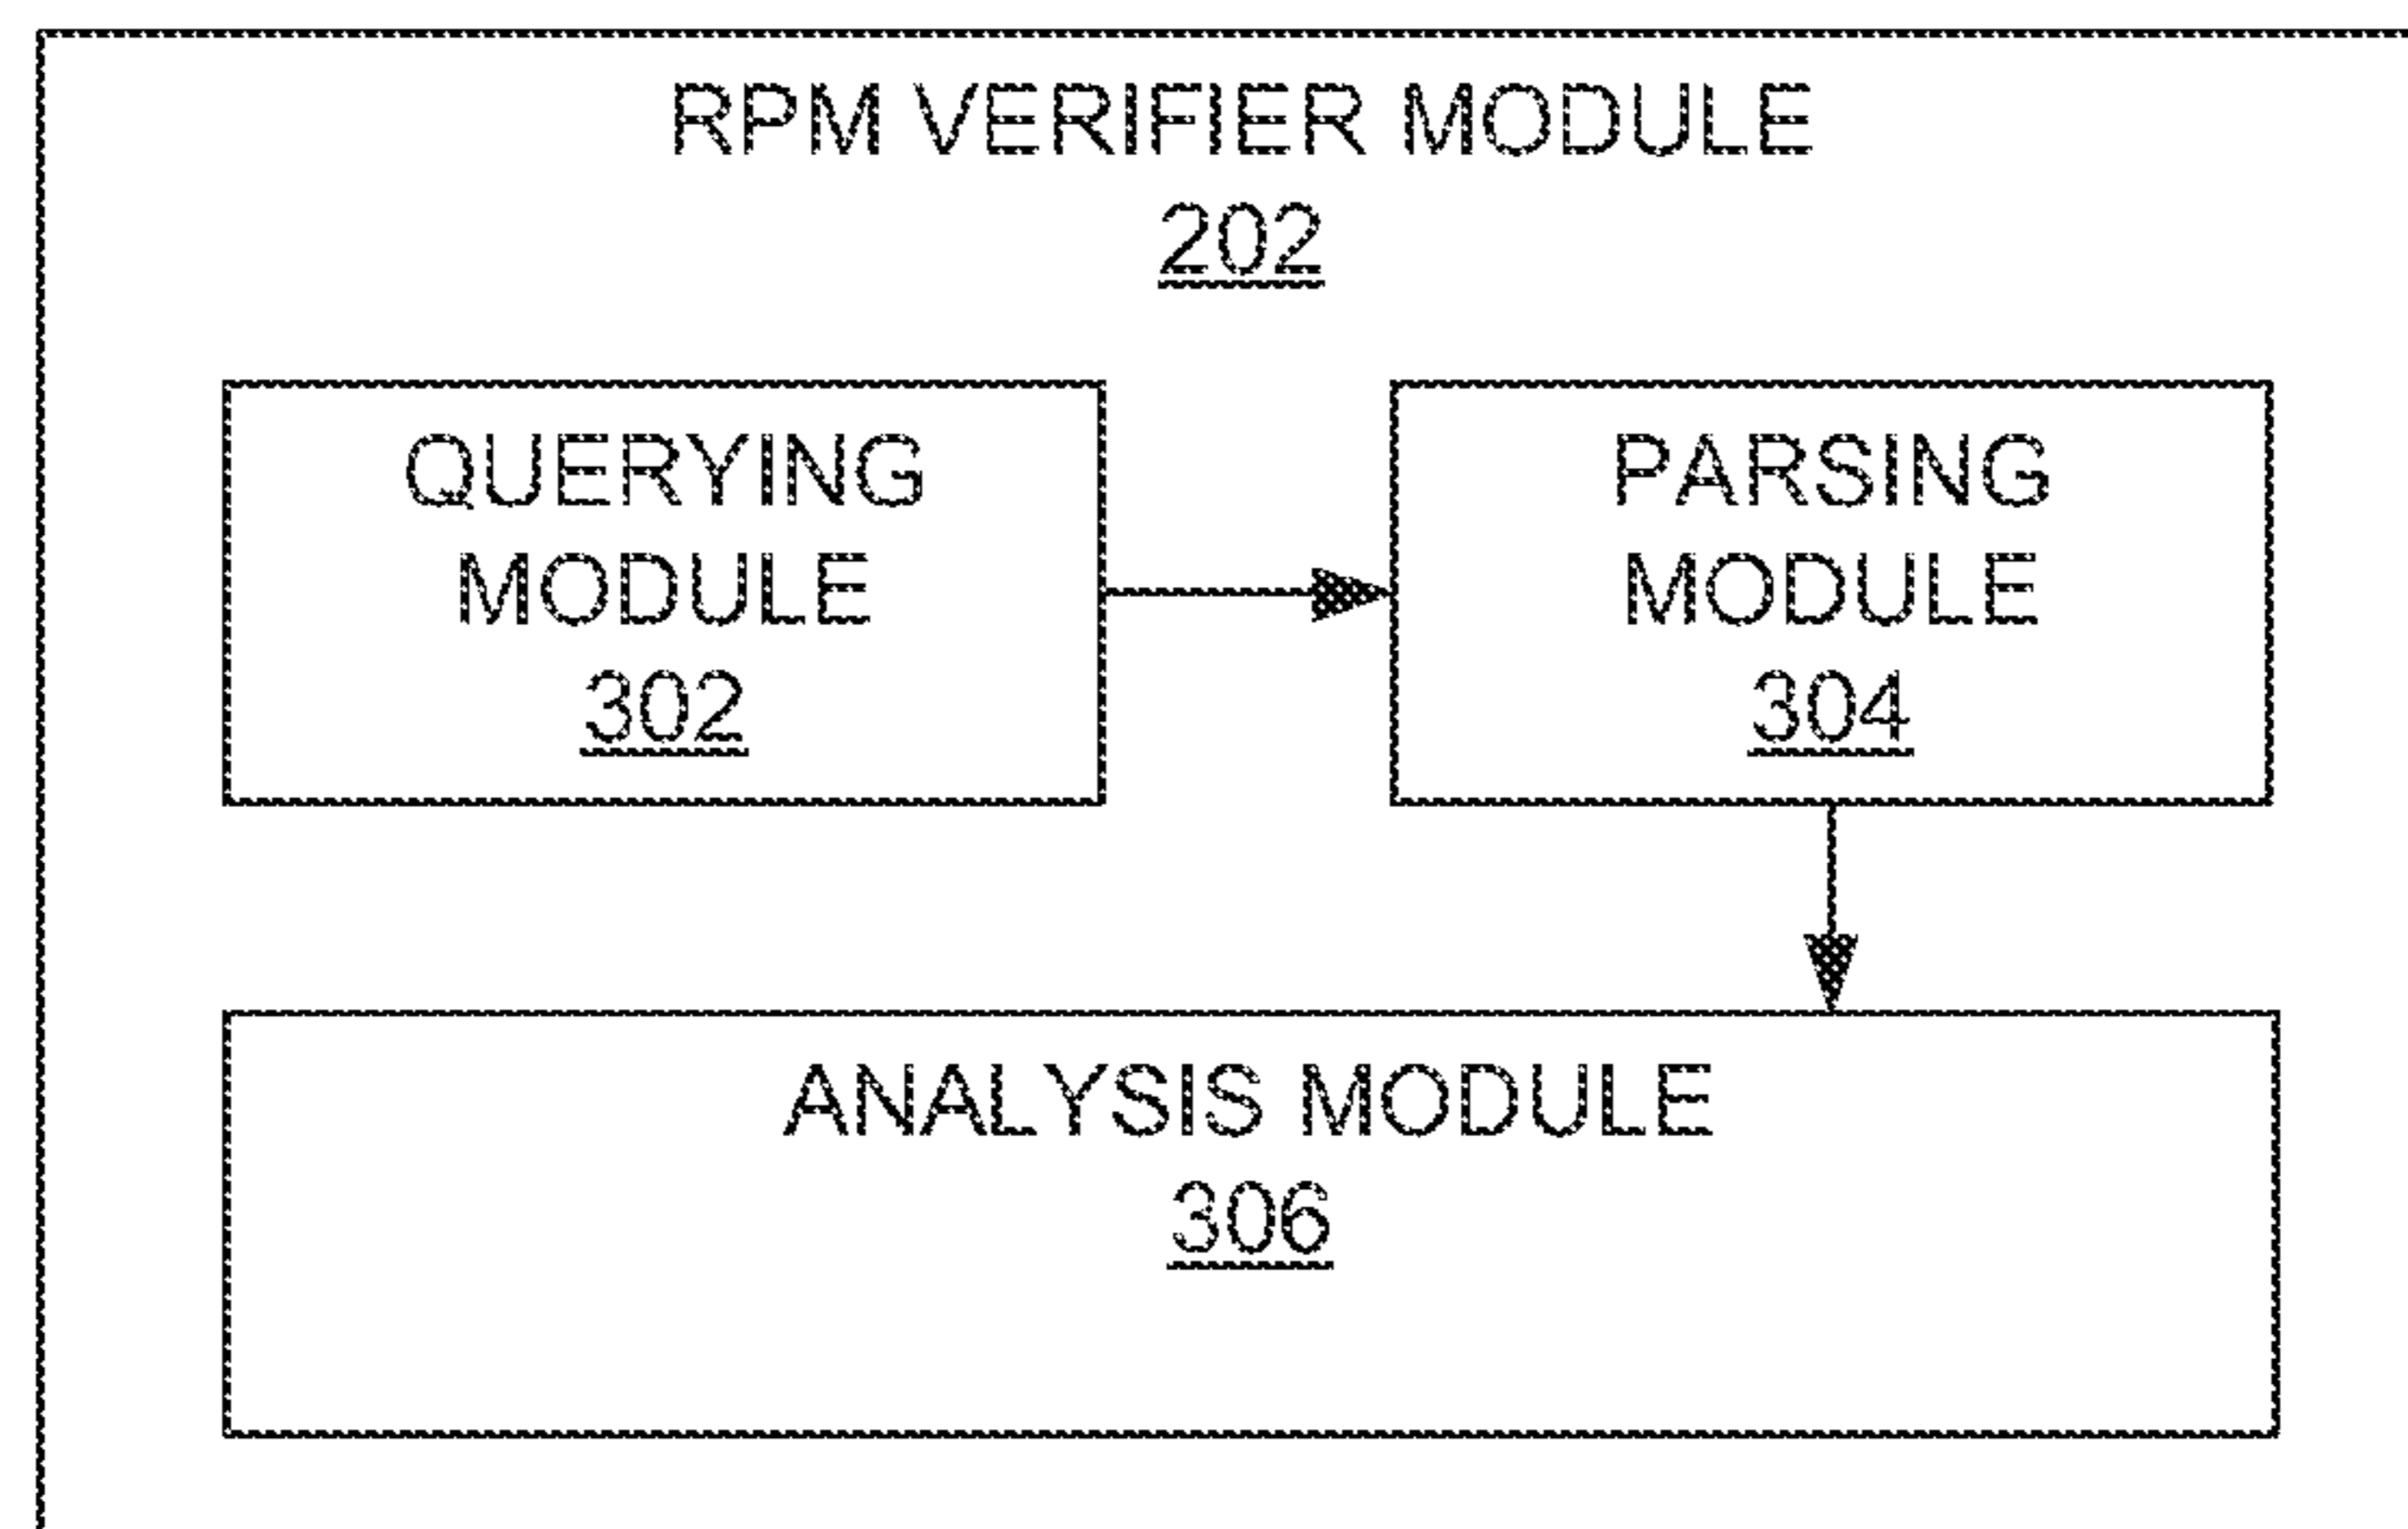 RPM VERIFIER MODULE
202
QUERYING
MODULE
302
PARSING
MODULE
304
ANALYSIS MODULE
306